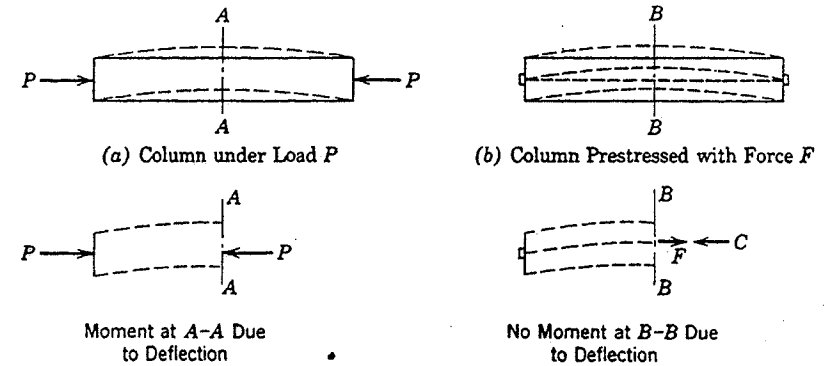 A
B
P
P
A
B
(a) Column under Load P
(b) Column Prestressed with Force F
A
B
P
P
F
C
A
B
Moment at A-A Due
to Deflection
No Moment at B-B Due
to Deflection